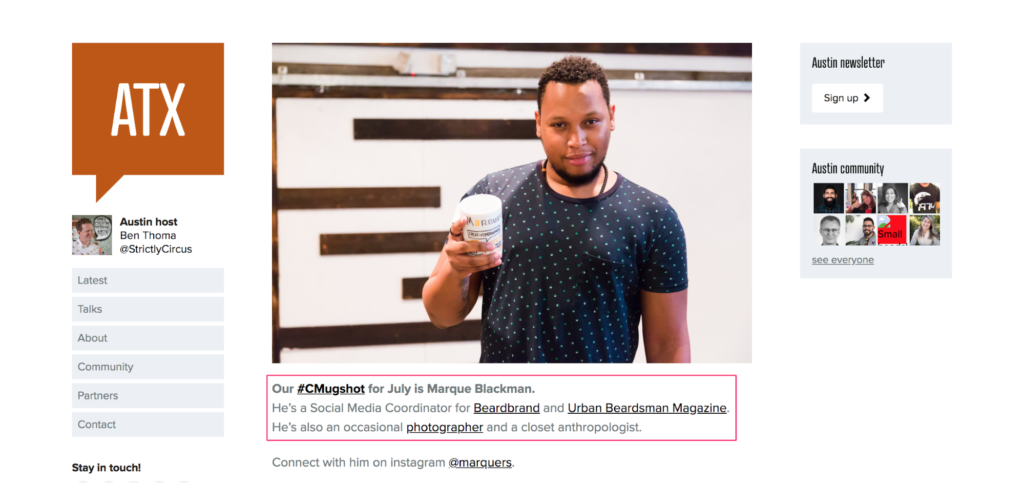 ATX
Austin host
Ben Thoma
@StrictlyCircus
Latest
Talks
About
Community
Partners
Contact
Stay in touch!
Our #CMugshot for July is Marque Blackman.
He's a Social Media Coordinator for Beardbrand and Urban Beardsman Magazine.
He's also an occasional photographer and a closet anthropologist.
Connect with him on instagram @marquers.
Austin newsletter
Sign up
Austin community
Small
see everyone